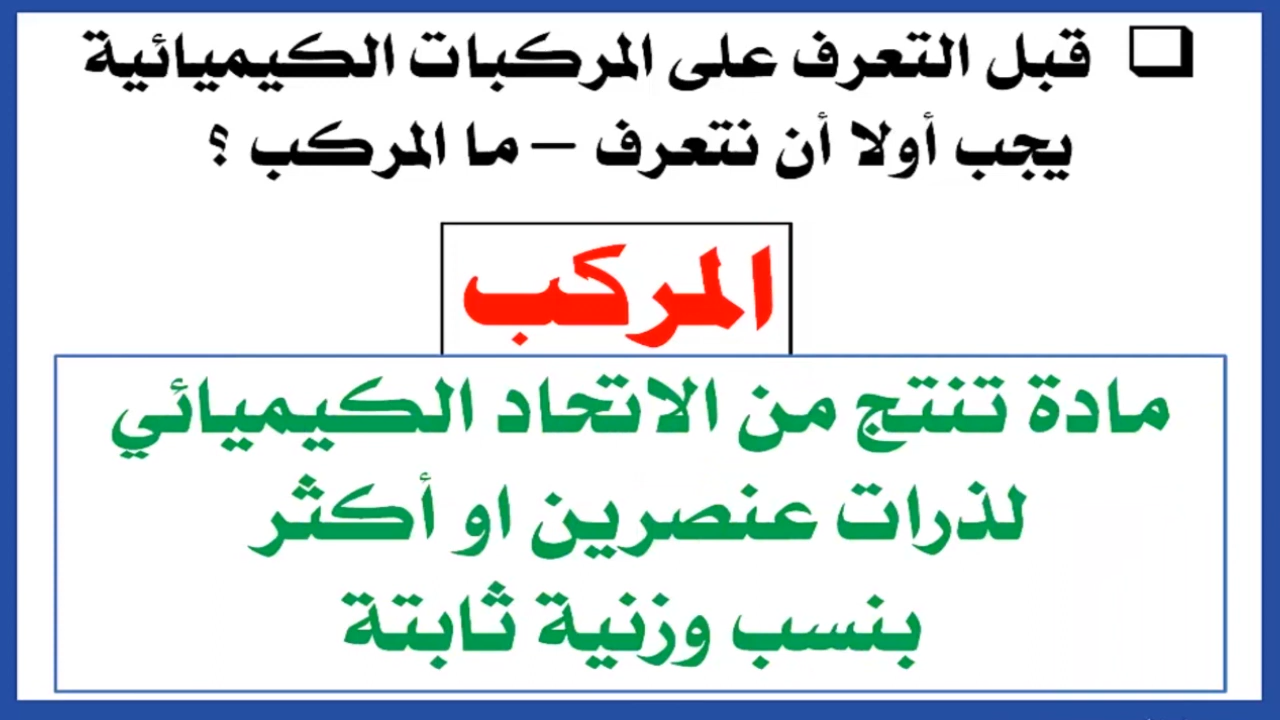 قبل التعرف على المركبات الكيميائية
يجب أولا أن نتعرف – ما المركب ؟
المركب
مادة تنتج من الاتحاد الكيميائي
لذرات عنصرين او أكثر
بنسب وزنية ثابتة